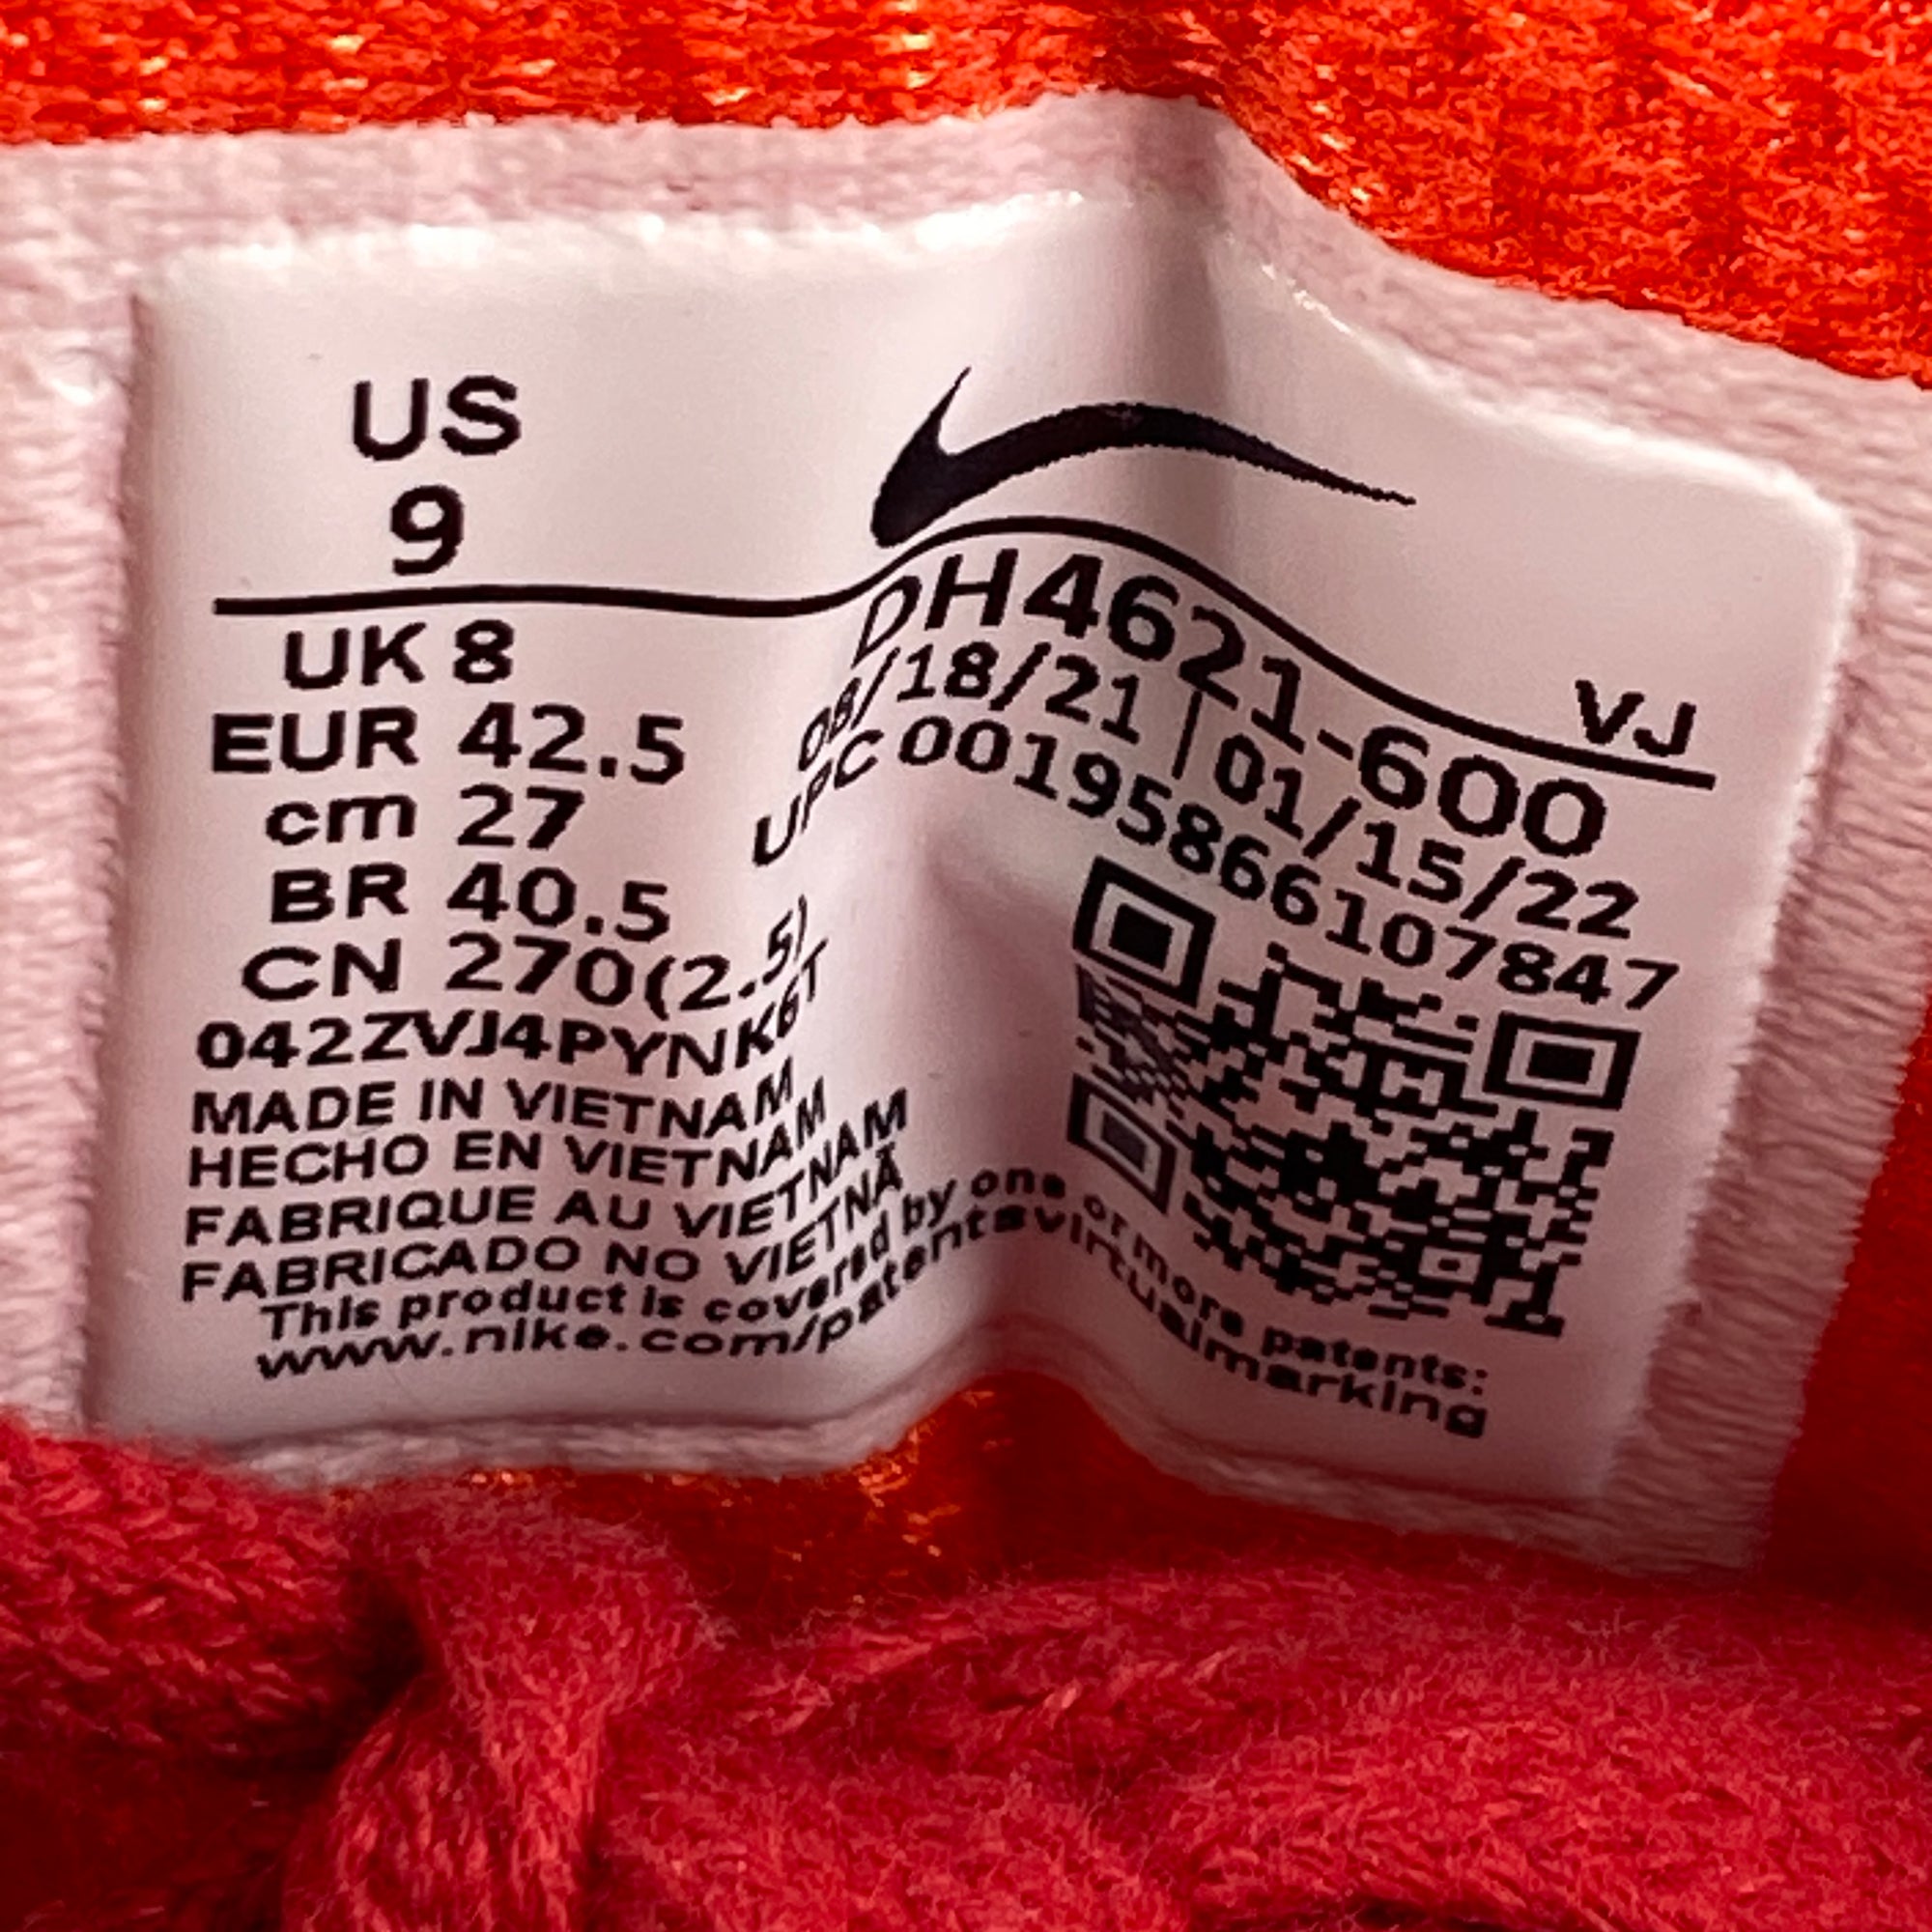 US
9
VJ
UK 8
EUR 42.5
cm 27
BR 40.5
CN 270(2.5)
042ZVJ4PYNK6T
MADE IN VIETNAM
HECHO EN VIETNAM
FABRIQUE AU VIETNAM
FABRICADO NO VIETNÃ
DH4621-600
08/18/21 | 01/15/22
UPC 00195866107847
This product is covered by one or more patents:
www.nike.com/patentsvirtualmarking